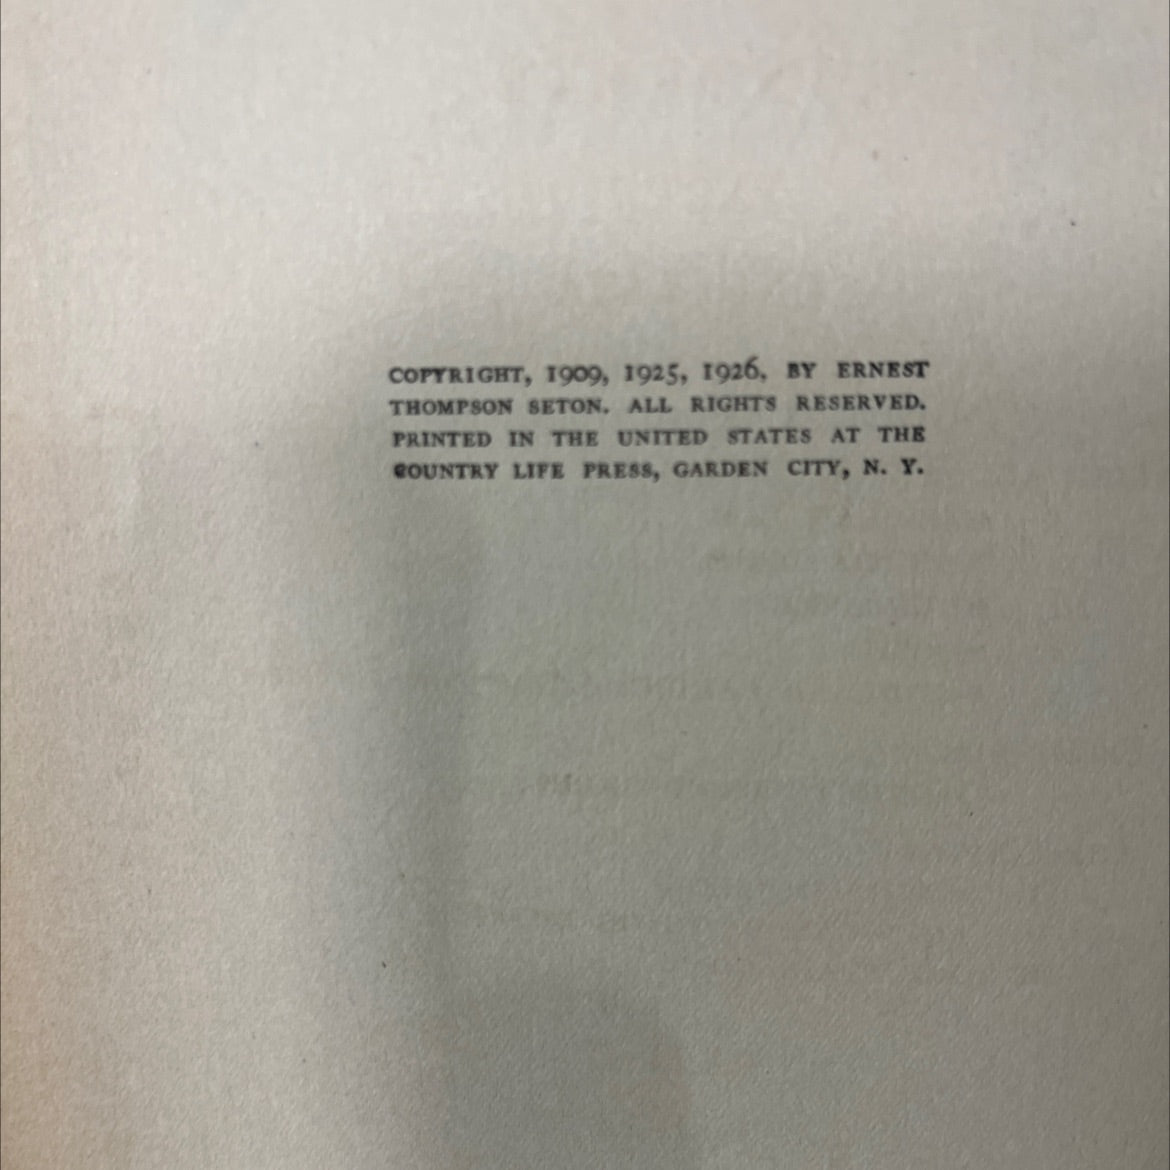 COPYRIGHT, 1909, 1925, 1926, BY ERNEST
THOMPSON SETON. ALL RIGHTS RESERVED.
PRINTED IN THE UNITED STATES AT THE
COUNTRY LIFE PRESS, GARDEN CITY, N. Y.